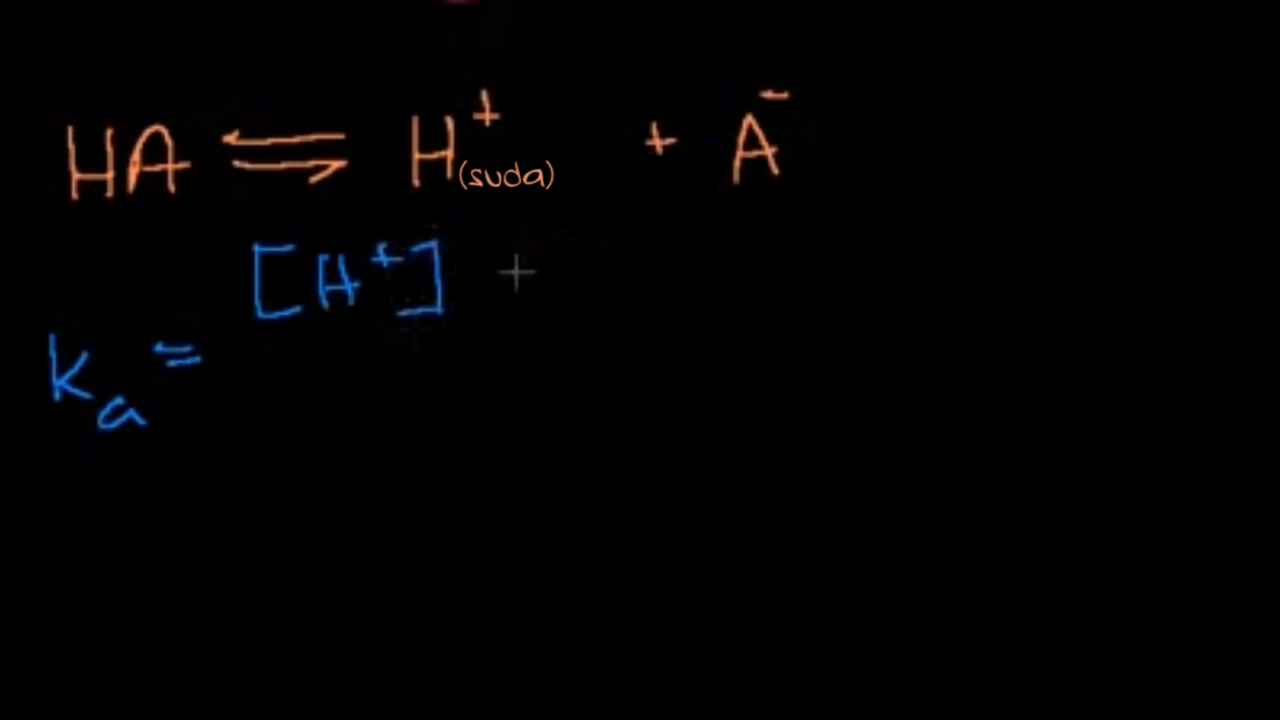 HA ⇌ H⁺(suda) + A⁻
[H⁺]
kₐ =